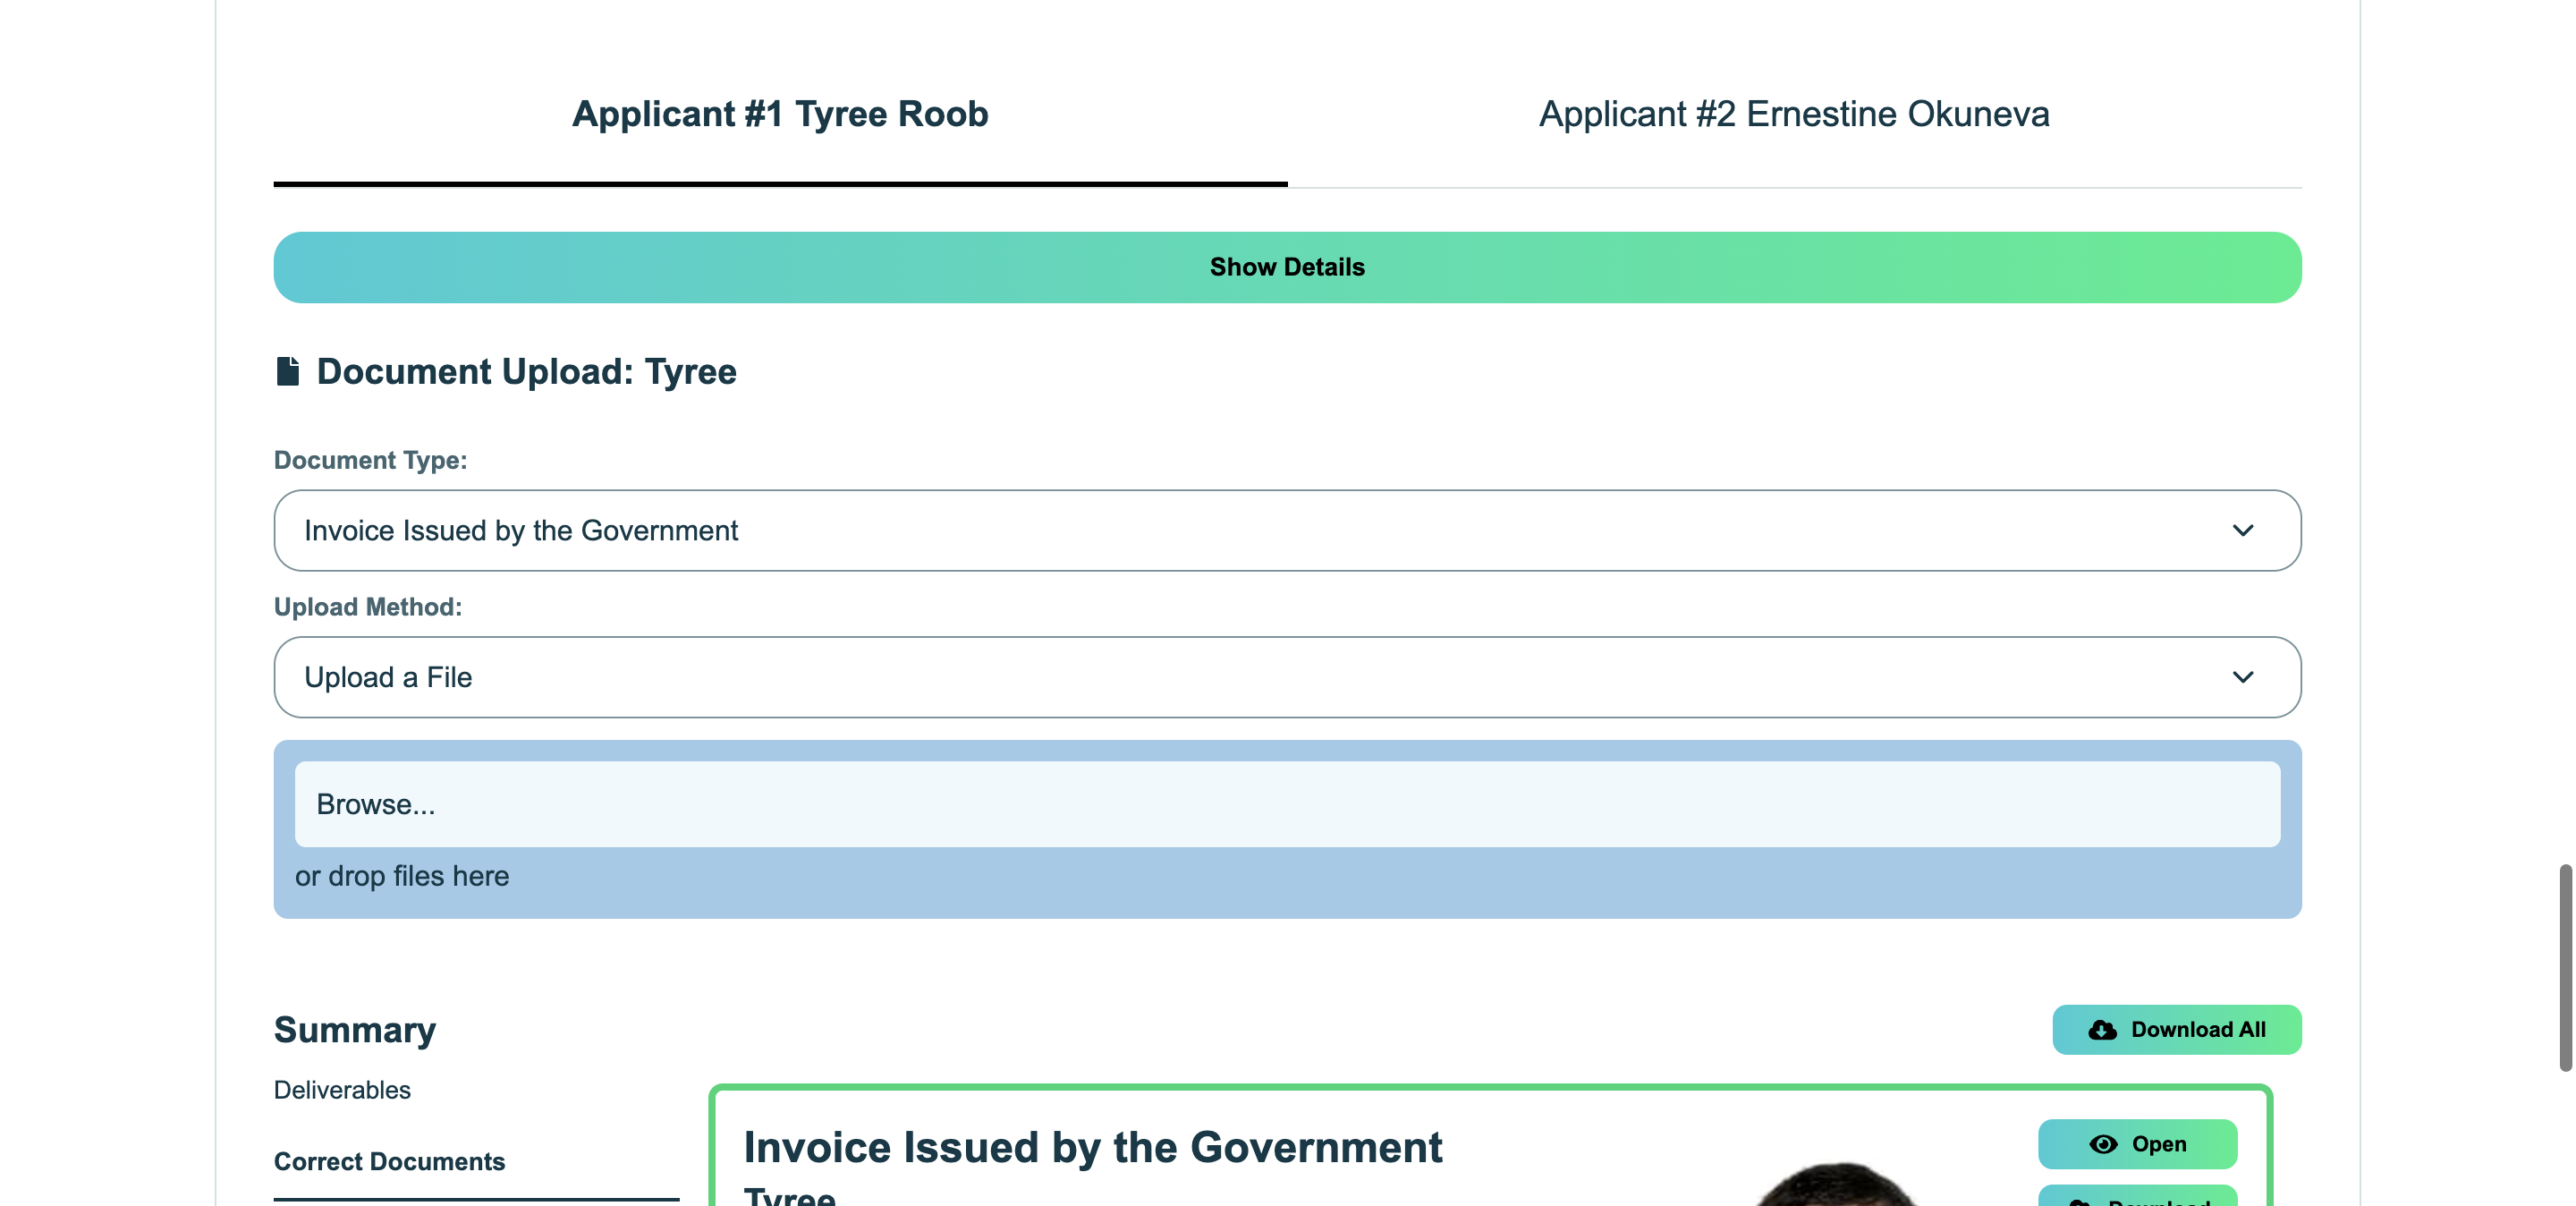 Applicant #1 Tyree Roob
Applicant #2 Ernestine Okuneva
Show Details
Document Upload: Tyree
Document Type:
Invoice Issued by the Government
Upload Method:
Upload a File
Browse...
or drop files here
Summary
Download All
Deliverables
Correct Documents
Invoice Issued by the Government
Tyree
Open
Download